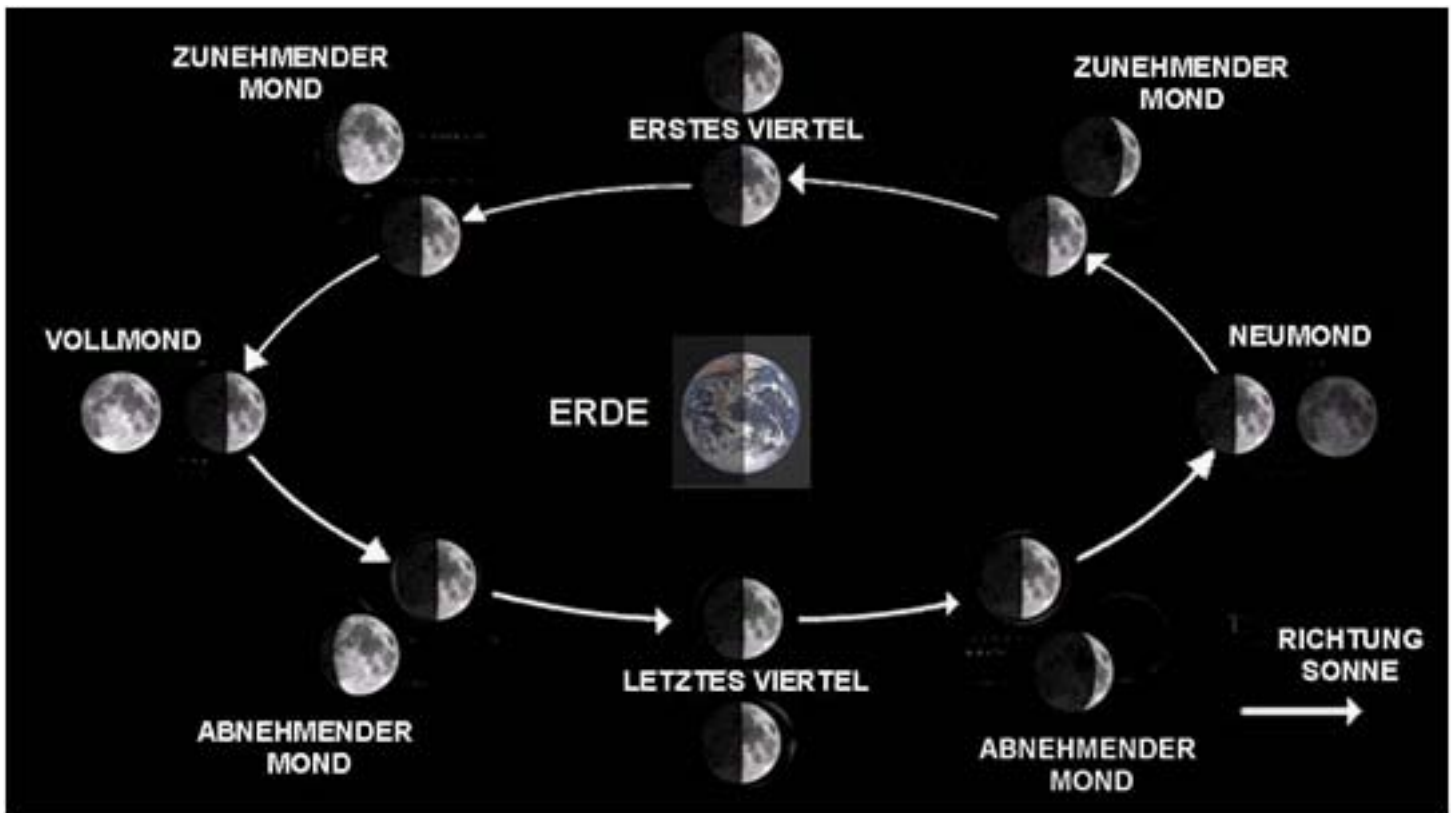 ZUNEHMENDER
MOND
ERSTES VIERTEL
ZUNEHMENDER
MOND
VOLLMOND
NEUMOND
ERDE
LETZTES VIERTEL
RICHTUNG
SONNE
ABNEHMENDER
MOND
ABNEHMENDER
MOND